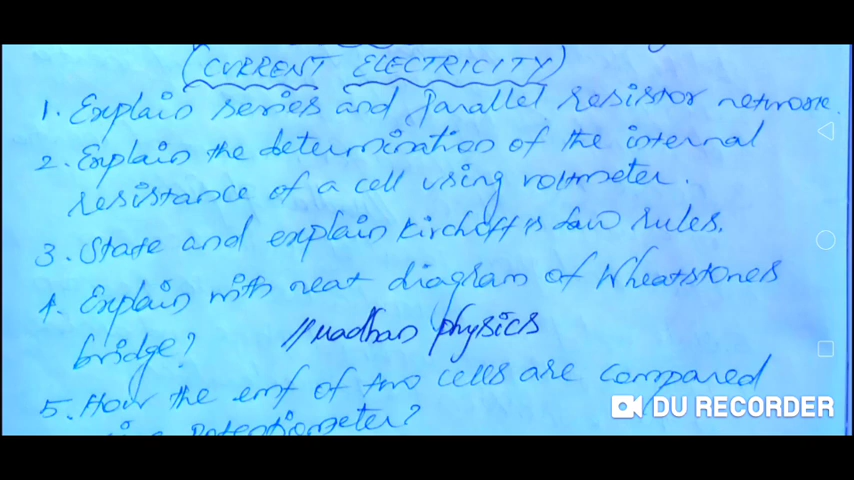 (CURRENT ELECTRICITY)
1. Explain series and parallel resistor network.
2. Explain the determination of the internal
resistance of a cell using voltmeter.
3. State and explain Kirchoff's law rules.
4. Explain with neat diagram of Wheatstones
bridge?
//madhan physics
5. How the emf of two cells are compared
DU RECORDER
Potentiometer?